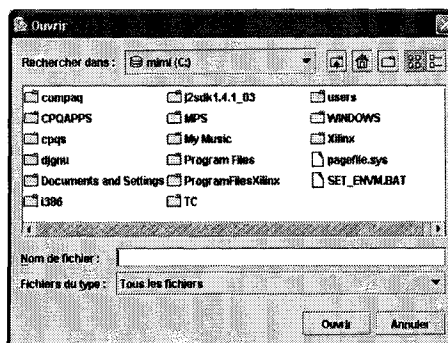 Ouvrir
Rechercher dans : mimi (C:)
compaq j2sdk1.4.1_03 users
CPQAPPS MPS WINDOWS
cpqs My Music Xilinx
djgnu Program Files pagefile.sys
Documents and Settings ProgramFilesXilinx SET_ENVM.BAT
i386 TC
Nom de fichier :
Fichiers du type : Tous les fichiers
Ouvrir Annuler